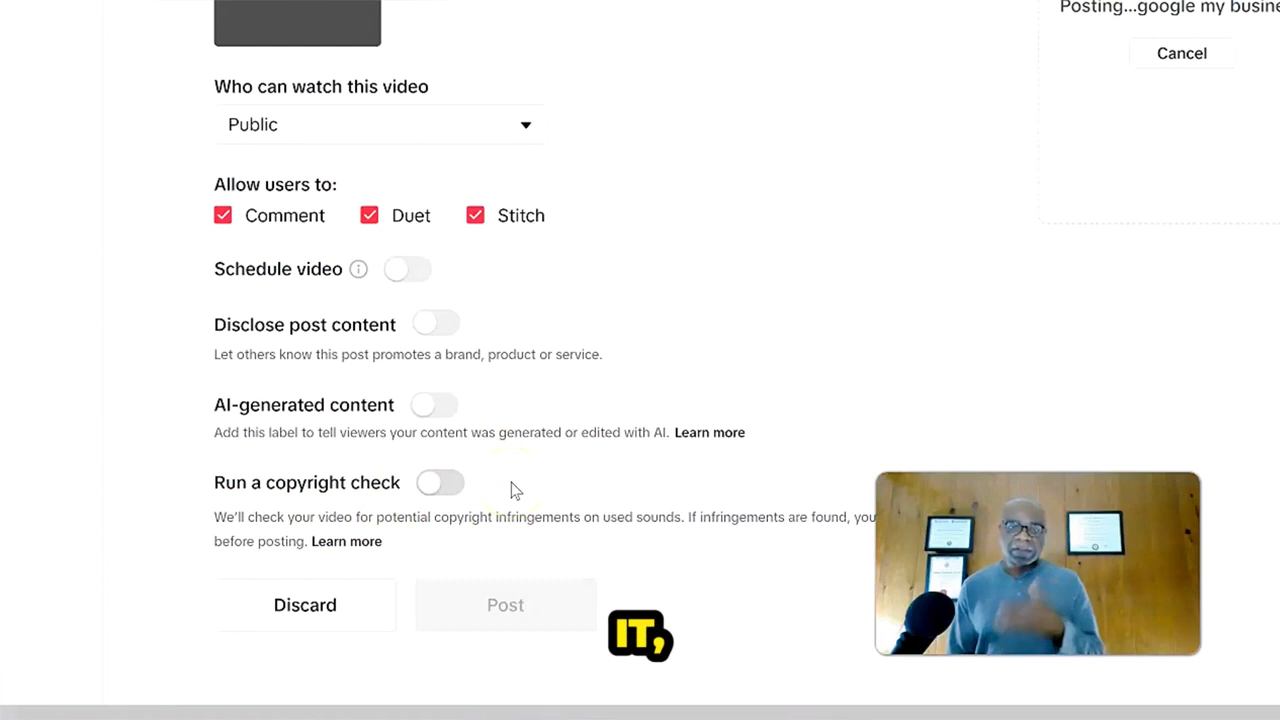 Posting...google my busine
Cancel
Who can watch this video
Public
Allow users to:
Comment Duet Stitch
Schedule video
Disclose post content
Let others know this post promotes a brand, product or service.
AI-generated content
Add this label to tell viewers your content was generated or edited with AI. Learn more
Run a copyright check
We'll check your video for potential copyright infringements on used sounds. If infringements are found, you
before posting. Learn more
Discard Post
IT,